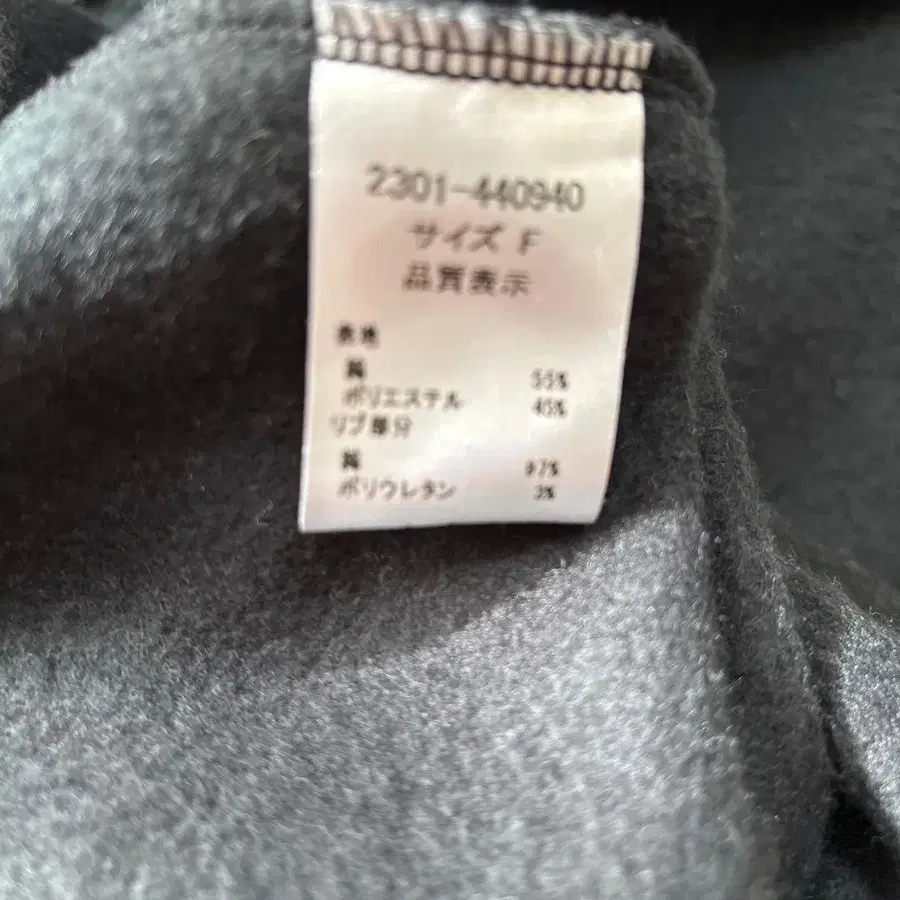 2301-440940
サイズ F
品質表示
表地
綿 55%
ポリエステル 45%
リブ部分
綿 97%
ポリウレタン 3%